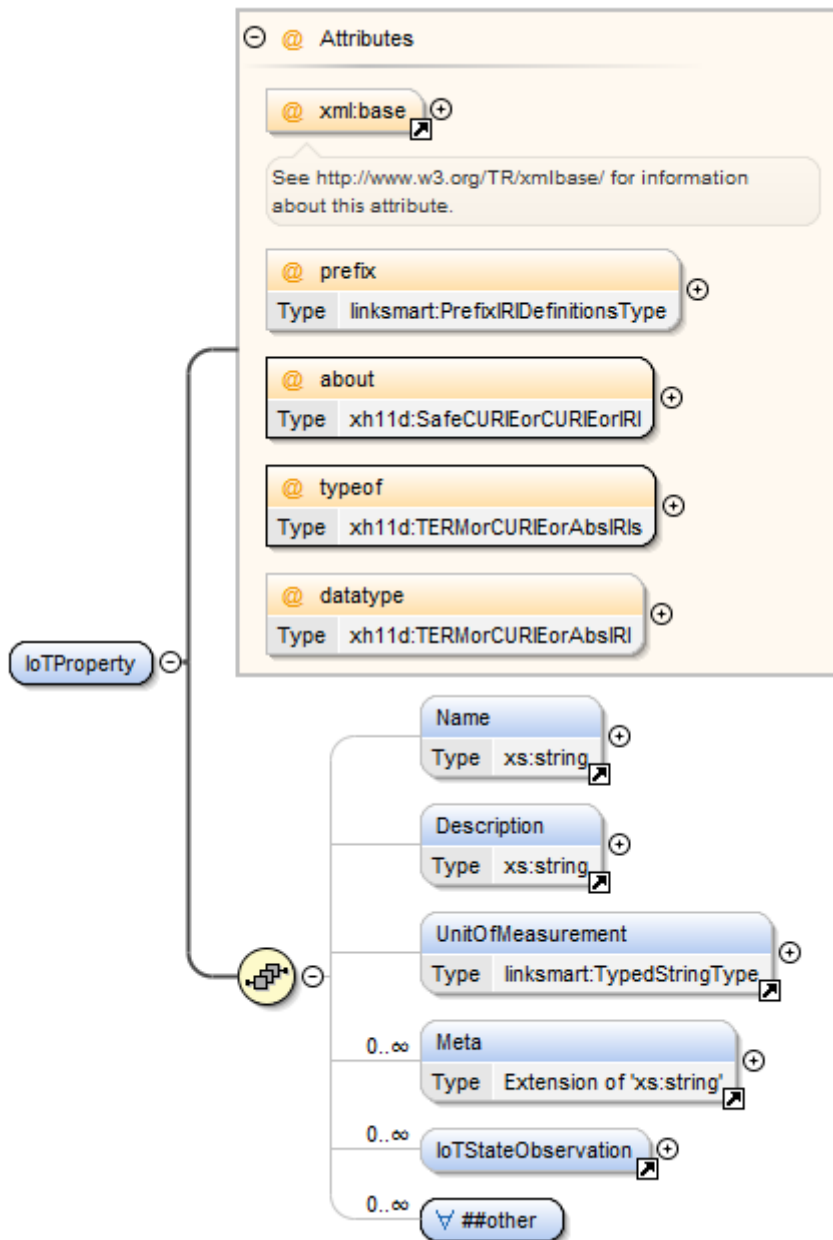 @ Attributes
@ xml:base
See http://www.w3.org/TR/xmlbase/ for information
about this attribute.
@ prefix
Type linksmart:PrefixIRIDefinitionsType
@ about
Type xh11d:SafeCURIEorCURIEorIRI
@ typeof
Type xh11d:TERMorCURIEorAbsIRIs
@ datatype
Type xh11d:TERMorCURIEorAbsIRI
IoTProperty
Name
Type xs:string
Description
Type xs:string
UnitOfMeasurement
Type linksmart:TypedStringType
0..∞ Meta
Type Extension of 'xs:string'
0..∞ IoTStateObservation
0..∞ ∀ ##other